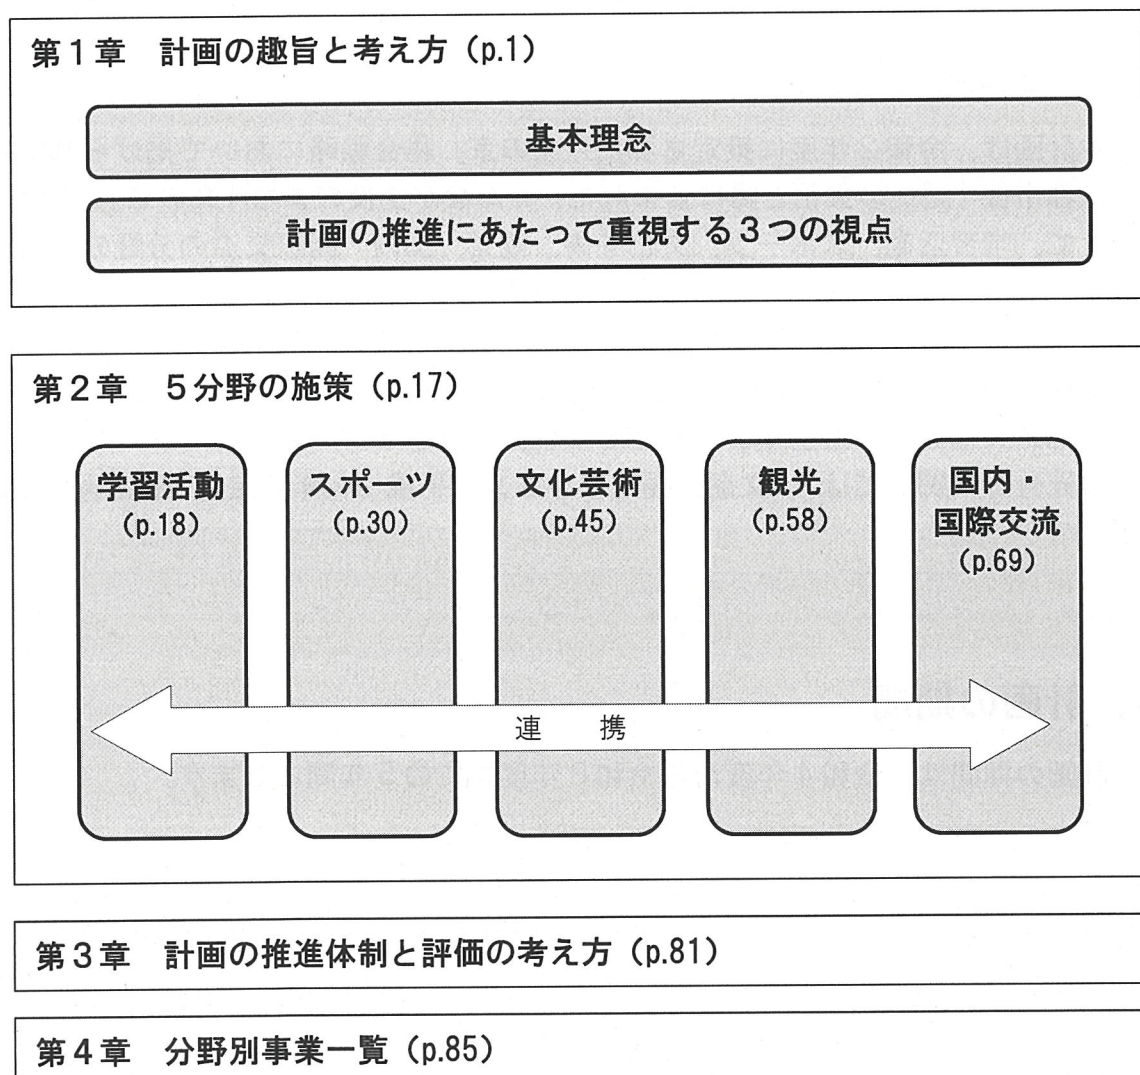 第１章　計画の趣旨と考え方（p.1）
基本理念
計画の推進にあたって重視する３つの視点
第２章　５分野の施策（p.17）
学習活動
（p.18）
スポーツ
（p.30）
文化芸術
（p.45）
観光
（p.58）
国内・
国際交流
（p.69）
連　携
第３章　計画の推進体制と評価の考え方（p.81）
第４章　分野別事業一覧（p.85）